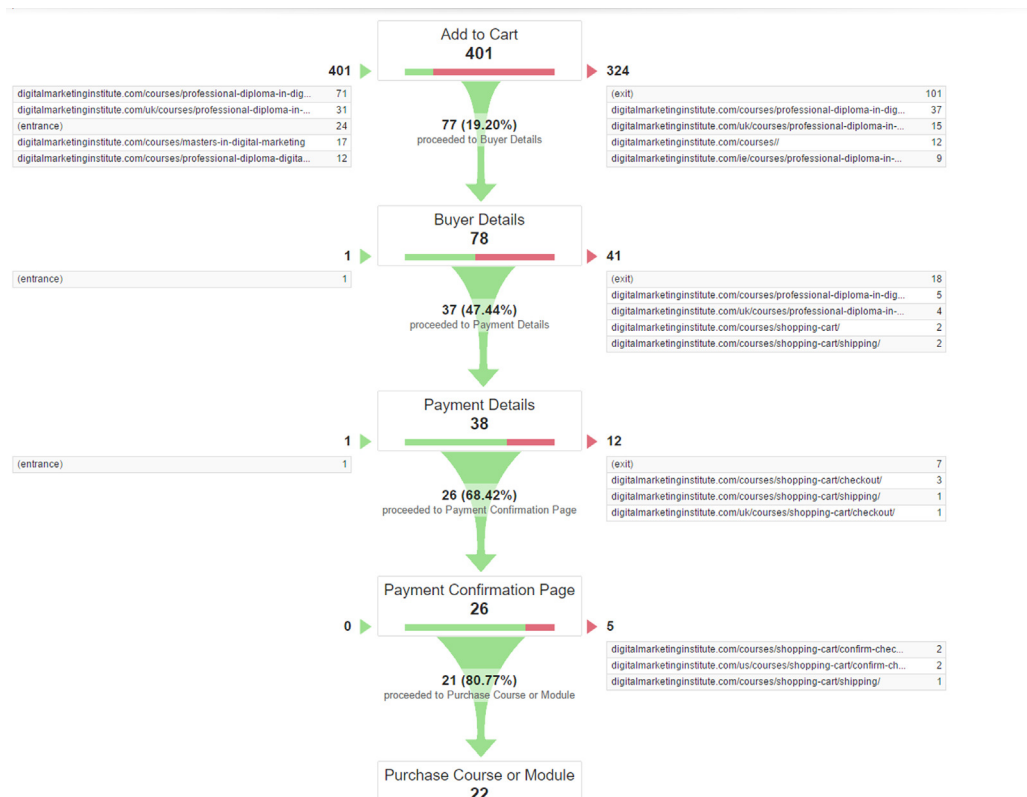 Add to Cart
401
401
324
digitalmarketinginstitute.com/courses/professional-diploma-in-dig... 71
digitalmarketinginstitute.com/uk/courses/professional-diploma-in-... 31
(entrance) 24
digitalmarketinginstitute.com/courses/masters-in-digital-marketing 17
digitalmarketinginstitute.com/courses/professional-diploma-digita... 12
77 (19.20%)
proceeded to Buyer Details
(exit) 101
digitalmarketinginstitute.com/courses/professional-diploma-in-dig... 37
digitalmarketinginstitute.com/uk/courses/professional-diploma-in-... 15
digitalmarketinginstitute.com/courses// 12
digitalmarketinginstitute.com/ie/courses/professional-diploma-in-... 9
Buyer Details
78
1
41
(entrance) 1
37 (47.44%)
proceeded to Payment Details
(exit) 18
digitalmarketinginstitute.com/courses/professional-diploma-in-dig... 5
digitalmarketinginstitute.com/uk/courses/professional-diploma-in-... 4
digitalmarketinginstitute.com/courses/shopping-cart/ 2
digitalmarketinginstitute.com/courses/shopping-cart/shipping/ 2
Payment Details
38
1
12
(entrance) 1
26 (68.42%)
proceeded to Payment Confirmation Page
(exit) 7
digitalmarketinginstitute.com/courses/shopping-cart/checkout/ 3
digitalmarketinginstitute.com/courses/shopping-cart/shipping/ 1
digitalmarketinginstitute.com/uk/courses/shopping-cart/checkout/ 1
Payment Confirmation Page
26
0
5
21 (80.77%)
proceeded to Purchase Course or Module
digitalmarketinginstitute.com/courses/shopping-cart/confirm-chec... 2
digitalmarketinginstitute.com/us/courses/shopping-cart/confirm-ch... 2
digitalmarketinginstitute.com/courses/shopping-cart/shipping/ 1
Purchase Course or Module
22